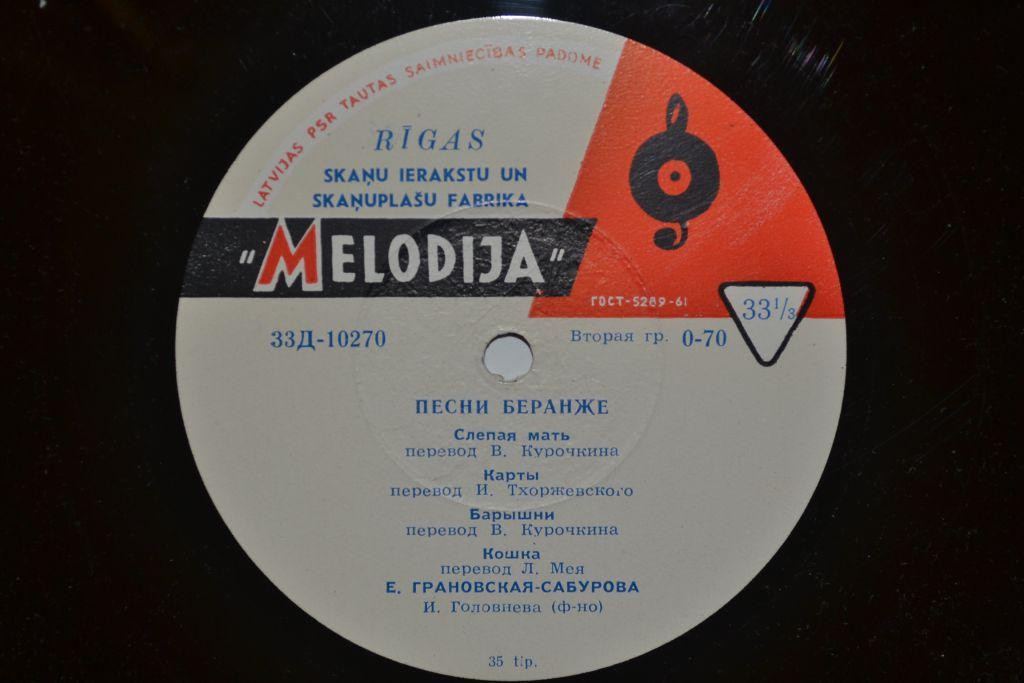 LATVIJAS PSR TAUTAS SAIMNIECĪBAS PADOME
RĪGAS
SKAŅU IERAKSTU UN
SKAŅUPLAŠU FABRIKA
"MELODIJA"
ГОСТ-5289-61
33Д-10270
Вторая гр. 0-70
33⅓
ПЕСНИ БЕРАНЖЕ
Слепая мать
перевод В. Курочкина
Карты
перевод И. Тхоржевского
Барышни
перевод В. Курочкина
Кошка
перевод Л. Мея
Е. ГРАНОВСКАЯ-САБУРОВА
И. Головнева (ф-но)
35 tip.